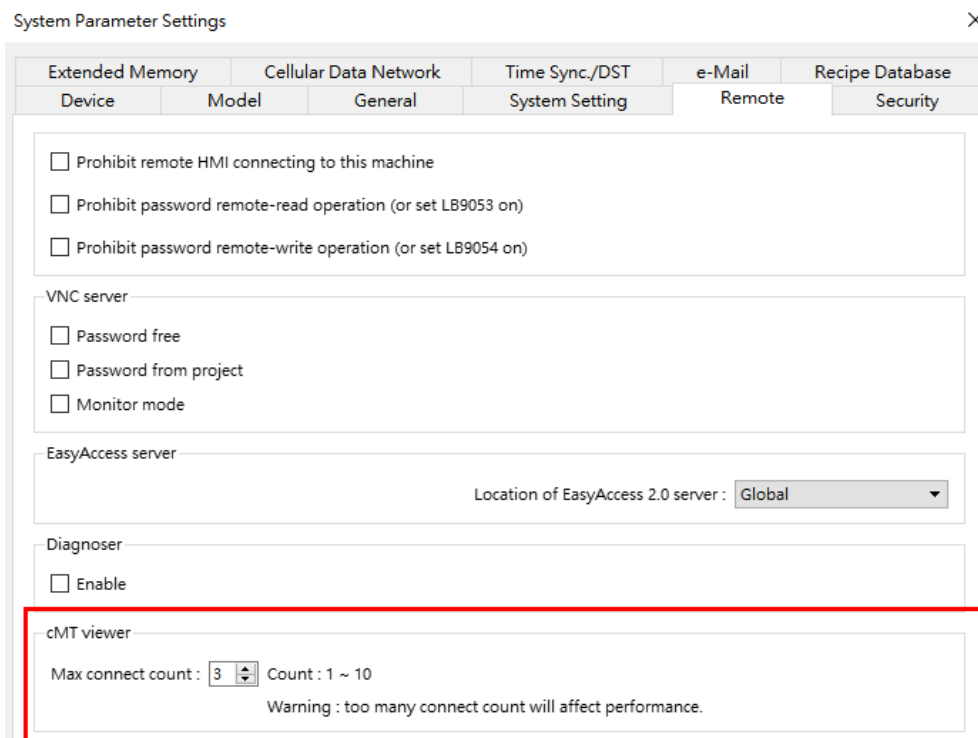 System Parameter Settings
Extended Memory Cellular Data Network Time Sync./DST e-Mail Recipe Database
Device Model General System Setting Remote Security
Prohibit remote HMI connecting to this machine
Prohibit password remote-read operation (or set LB9053 on)
Prohibit password remote-write operation (or set LB9054 on)
VNC server
Password free
Password from project
Monitor mode
EasyAccess server
Location of EasyAccess 2.0 server : Global
Diagnoser
Enable
cMT viewer
Max connect count : 3 Count : 1 ~ 10
Warning : too many connect count will affect performance.